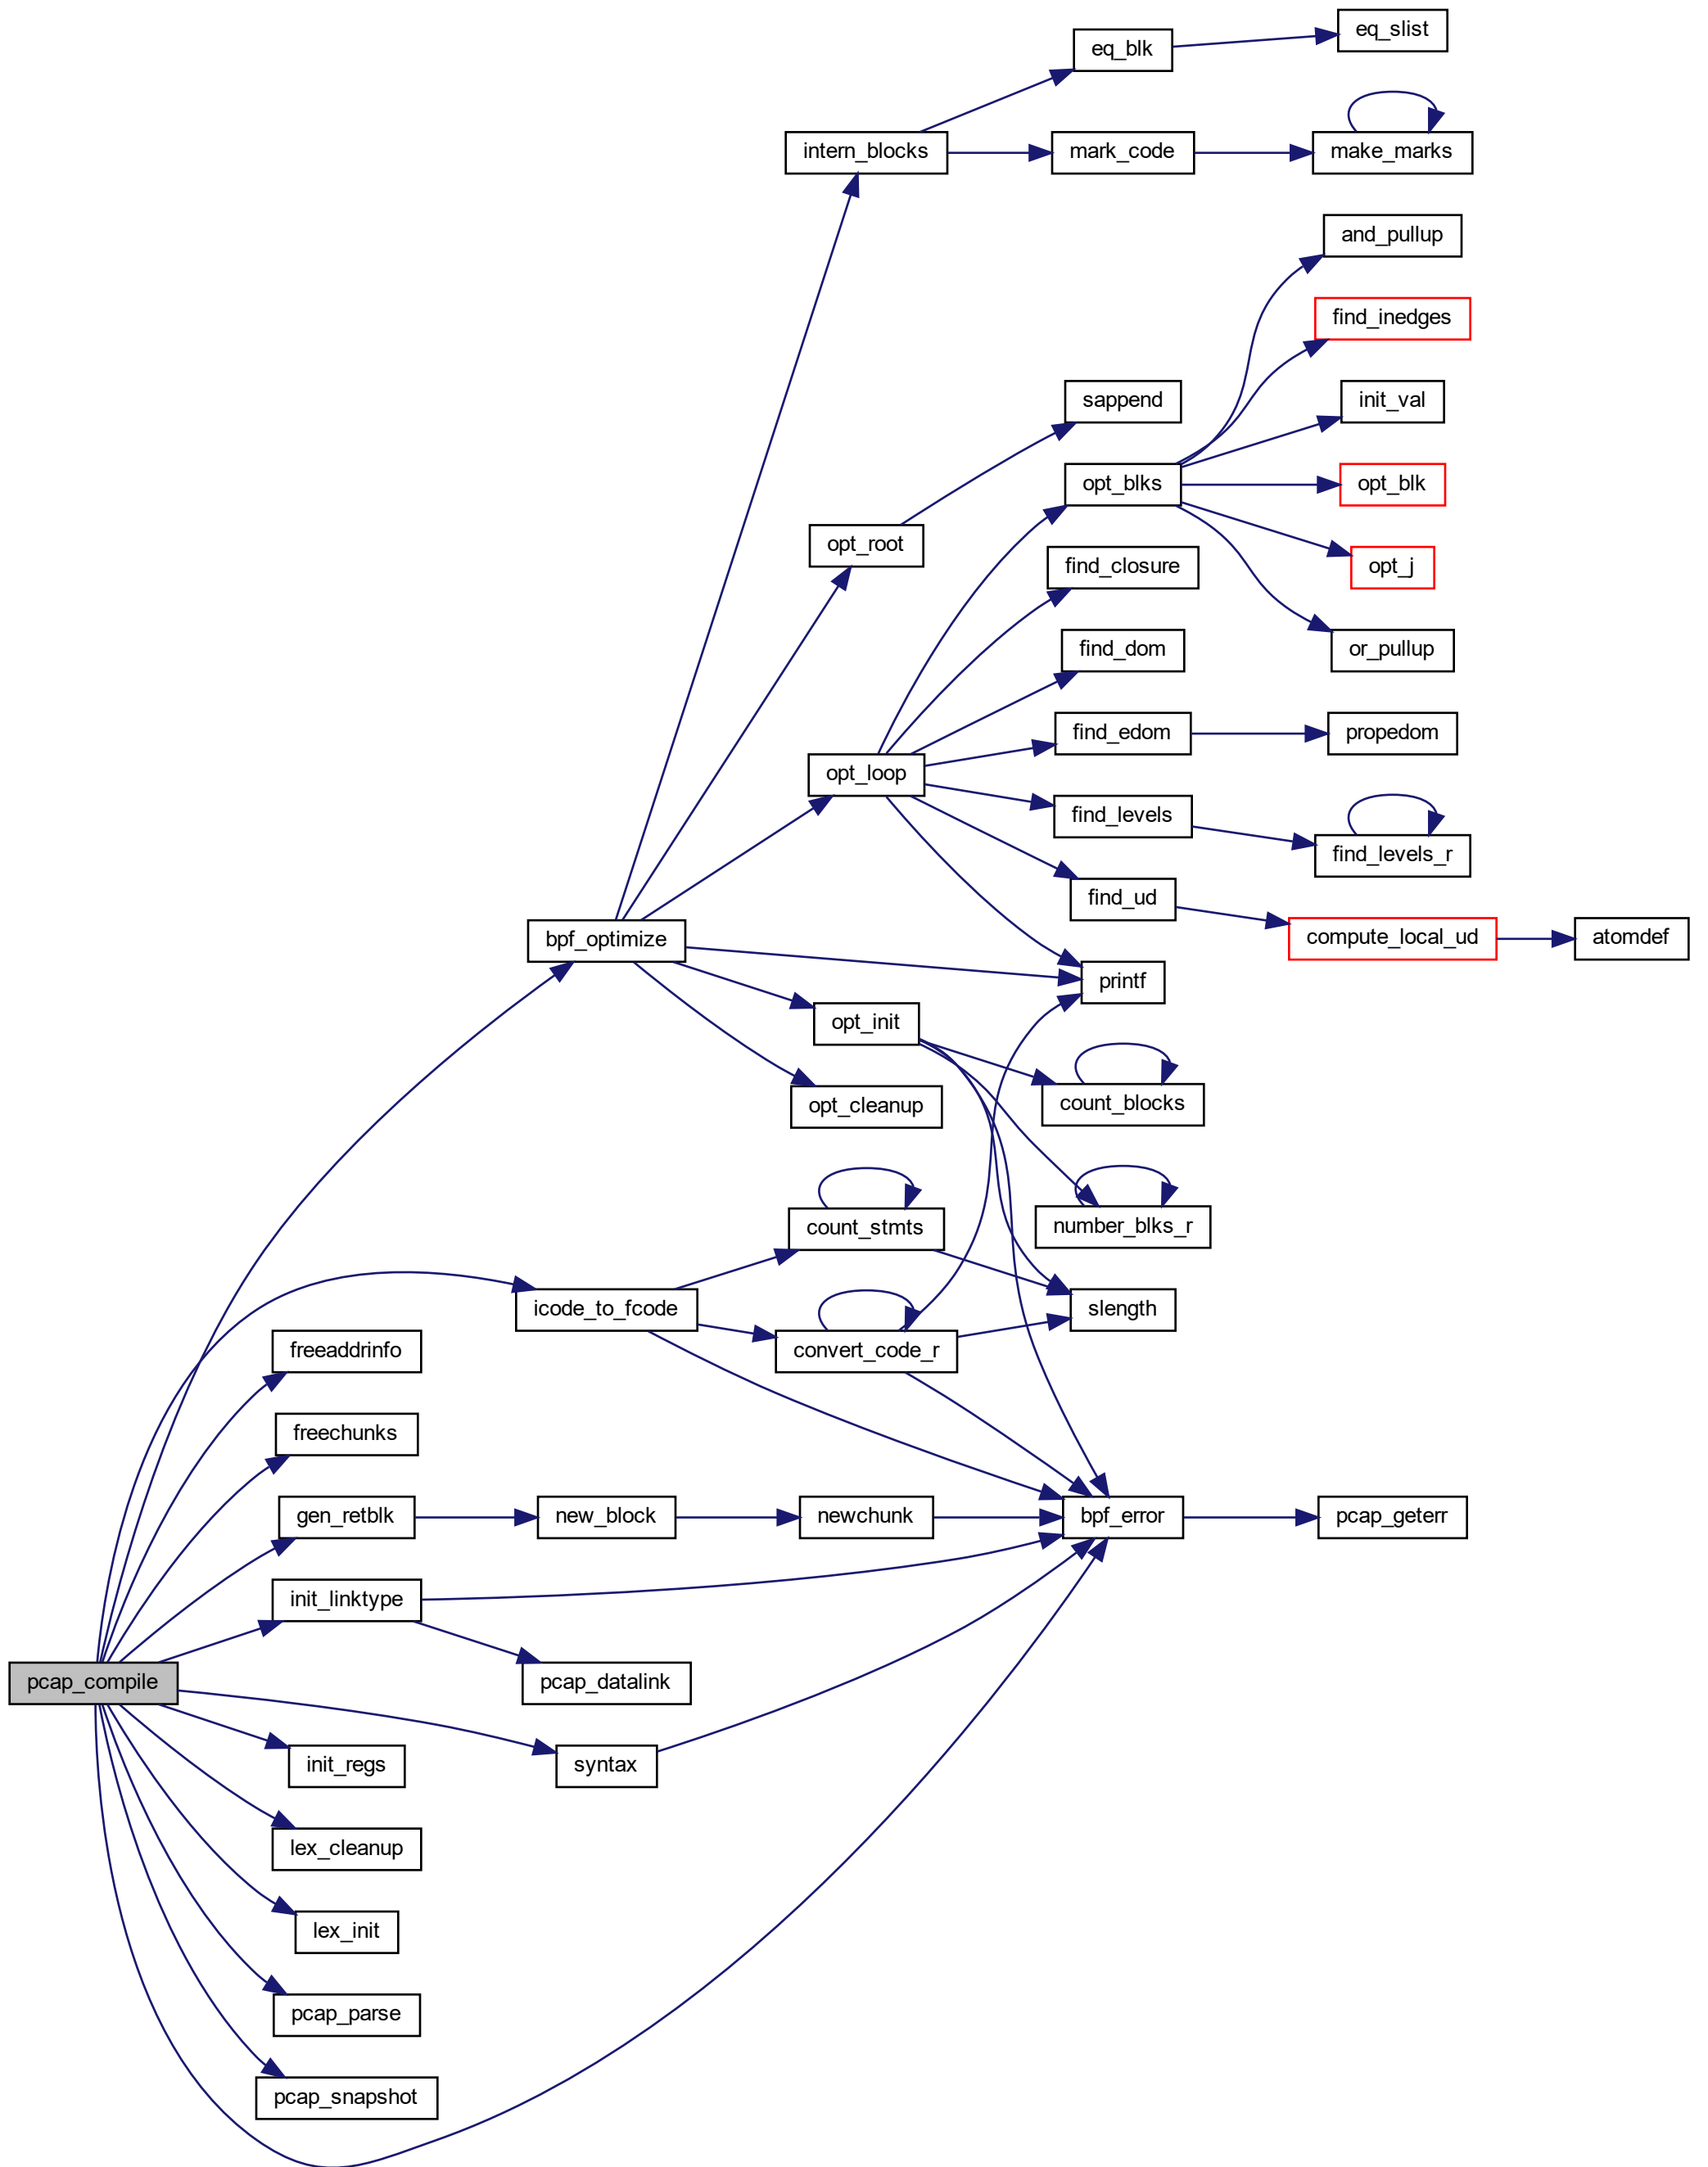 eq_slist
eq_blk
intern_blocks
mark_code
make_marks
and_pullup
find_inedges
sappend
init_val
opt_blks
opt_blk
opt_root
find_closure
opt_j
find_dom
or_pullup
find_edom
propedom
opt_loop
find_levels
find_levels_r
find_ud
bpf_optimize
compute_local_ud
atomdef
printf
opt_init
opt_cleanup
count_blocks
count_stmts
number_blks_r
icode_to_fcode
slength
freeaddrinfo
convert_code_r
freechunks
gen_retblk
new_block
newchunk
bpf_error
pcap_geterr
init_linktype
pcap_compile
pcap_datalink
init_regs
syntax
lex_cleanup
lex_init
pcap_parse
pcap_snapshot